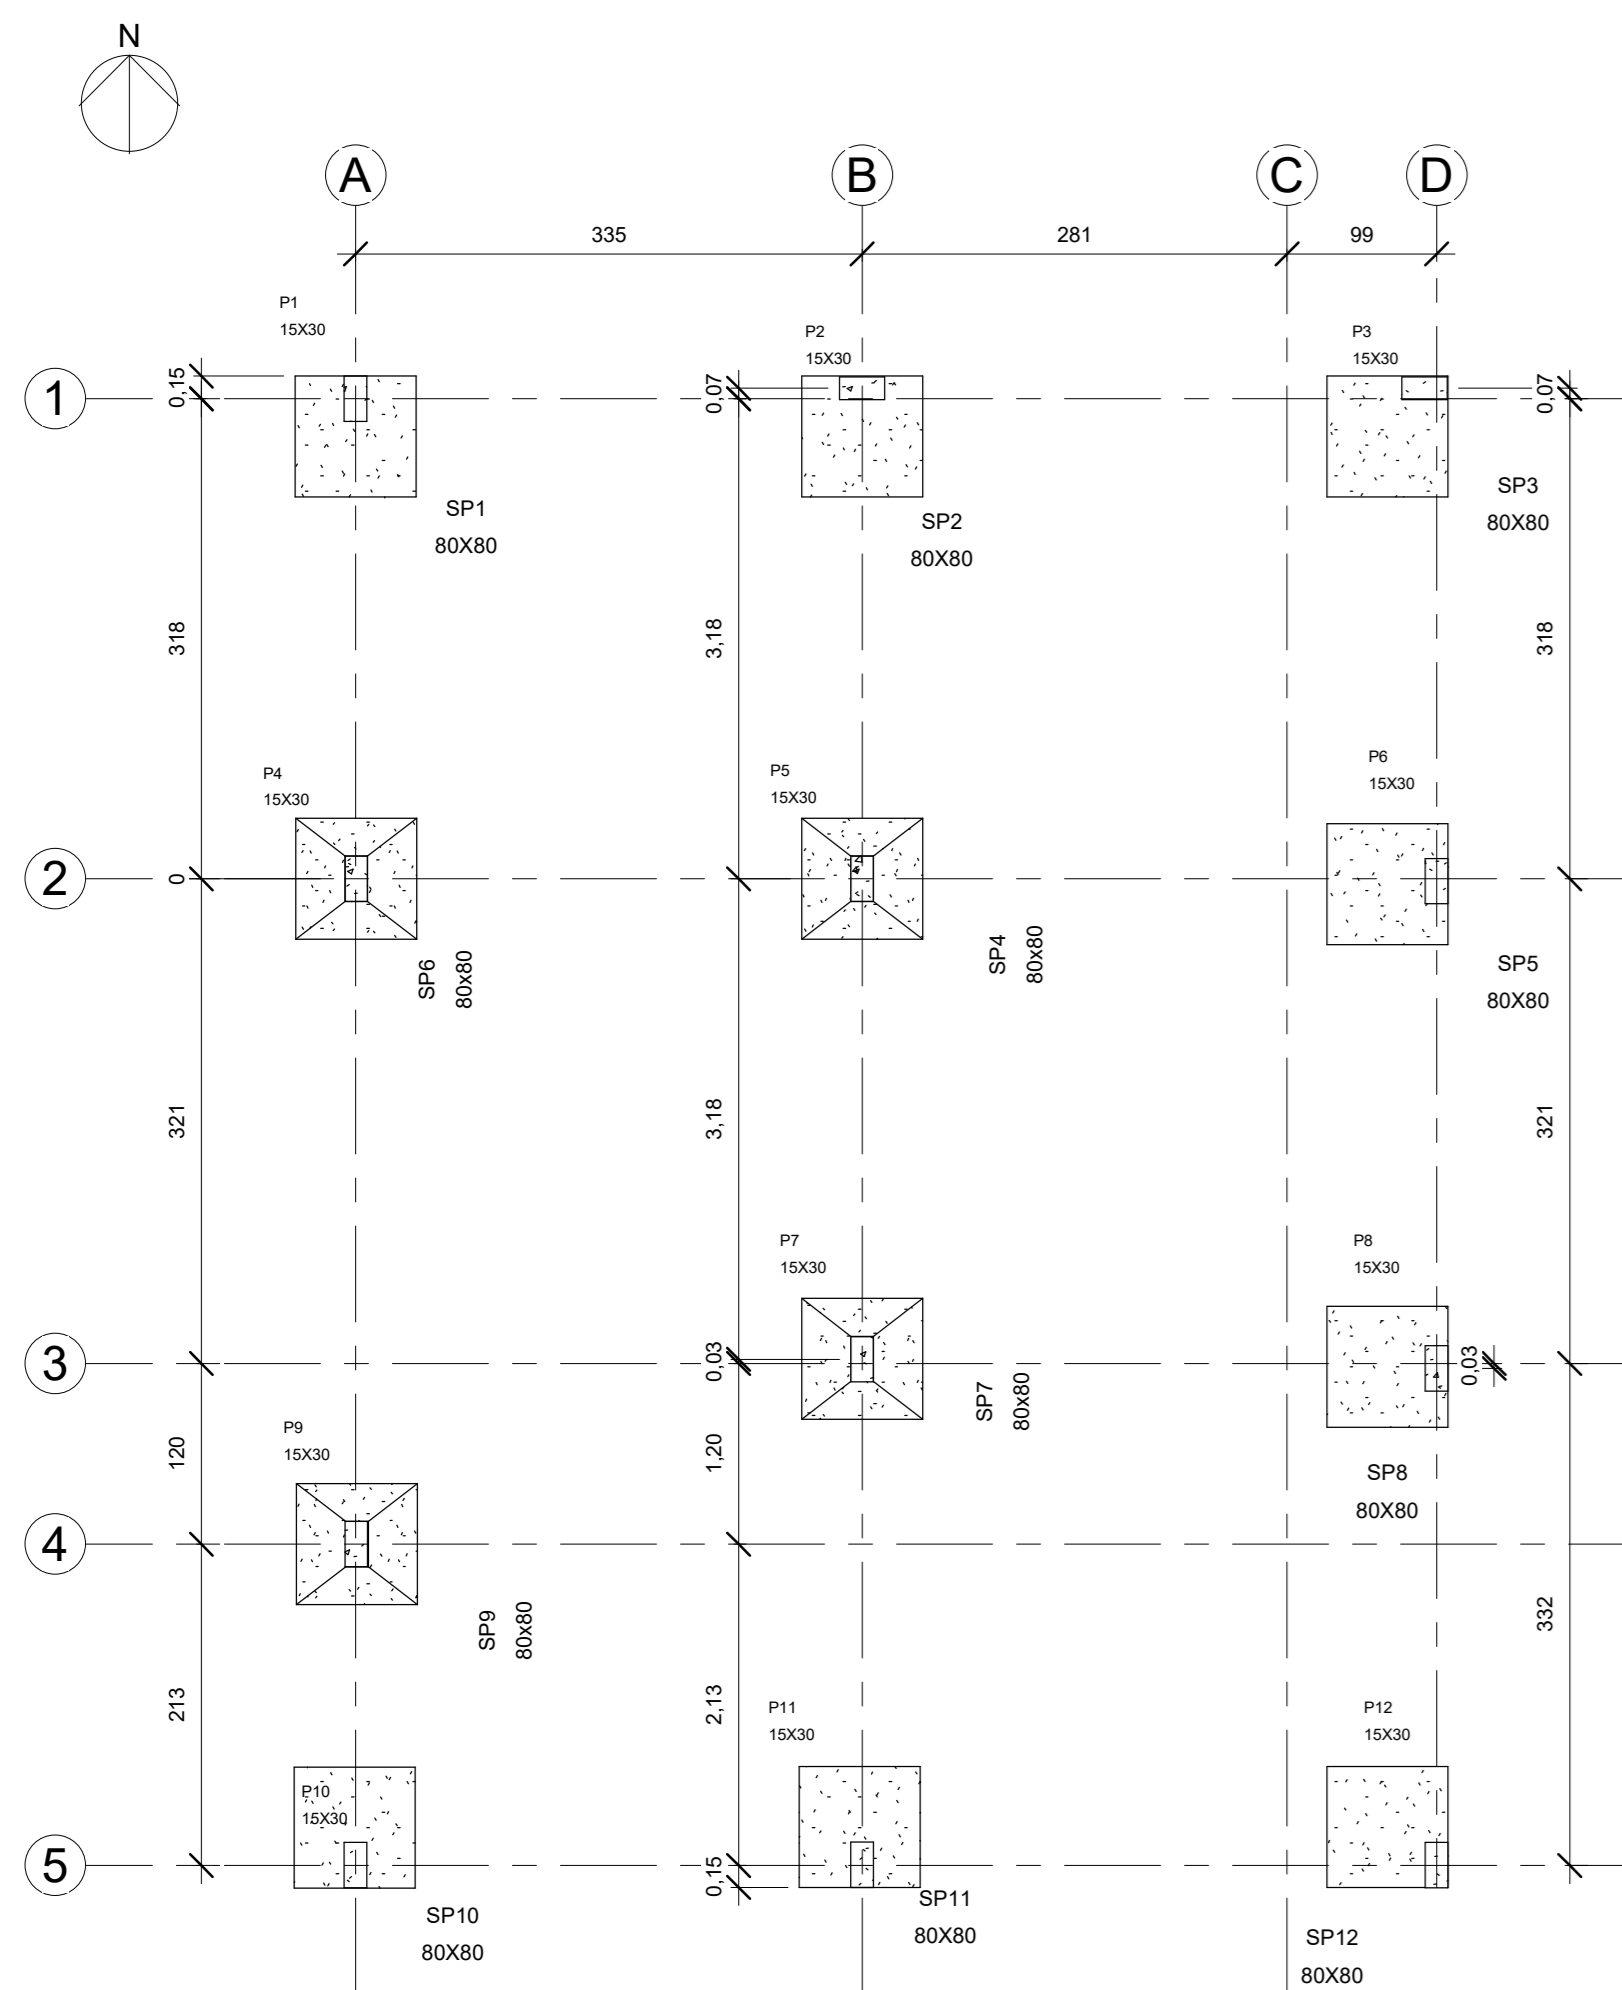 N
A
B
C
D
335
281
99
P1
15X30
P2
15X30
P3
15X30
1
0,15
0,07
0,07
SP1
80X80
SP2
80X80
SP3
80X80
318
3,18
318
P4
15X30
P5
15X30
P6
15X30
2
0
SP6
80x80
SP4
80x80
SP5
80X80
321
3,18
321
P7
15X30
P8
15X30
3
0,03
0,03
SP7
80x80
SP8
80X80
120
1,20
P9
15X30
4
SP9
80x80
332
213
2,13
P11
15X30
P12
15X30
P10
15X30
5
0,15
SP10
80X80
SP11
80X80
SP12
80X80